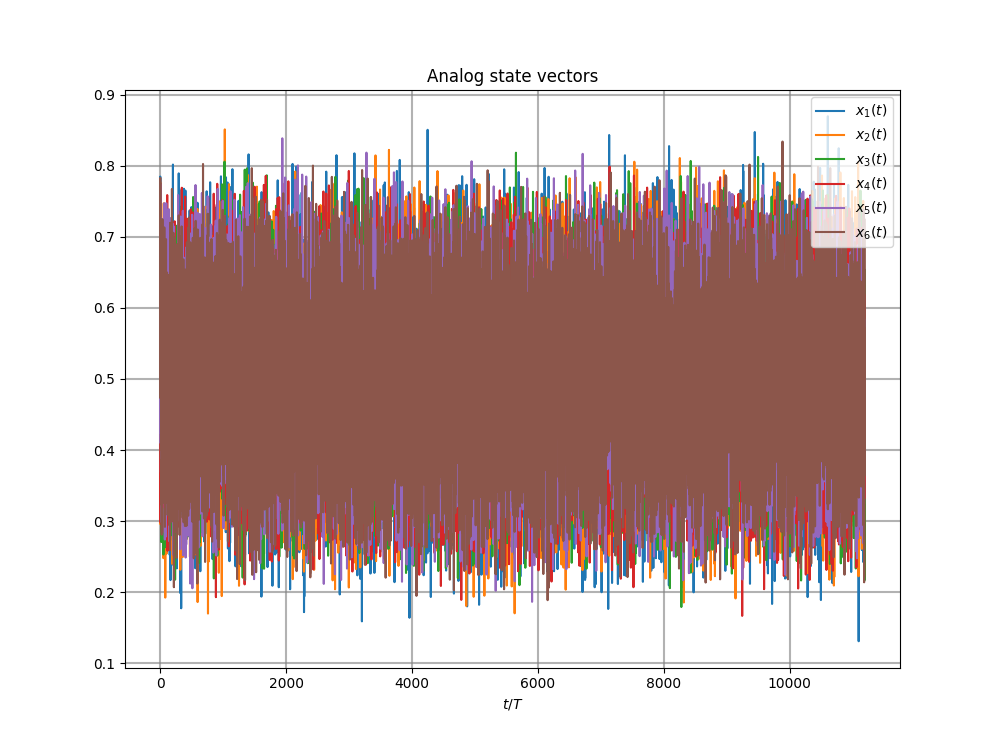 Analog state vectors
0.9
0.8
0.7
0.6
0.5
0.4
0.3
0.2
0.1
x₁(t)
x₂(t)
x₃(t)
x₄(t)
x₅(t)
x₆(t)
0 2000 4000 6000 8000 10000
t/T